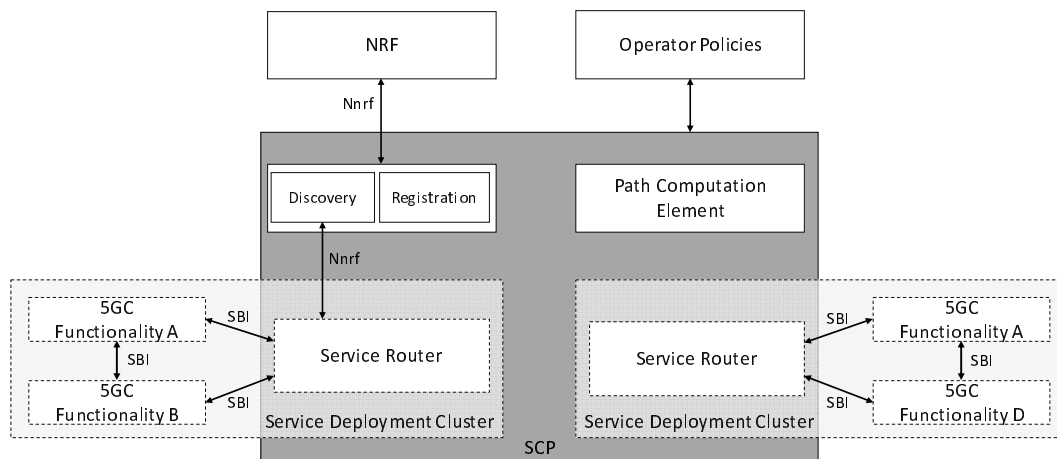 NRF
Operator Policies
Nnrf
Discovery
Registration
Path Computation
Element
Nnrf
5GC
Functionality A
SBI
SBI
Service Router
SBI
5GC
Functionality B
Service Deployment Cluster
Service Router
SBI
5GC
Functionality A
SBI
SBI
5GC
Functionality D
Service Deployment Cluster
SCP